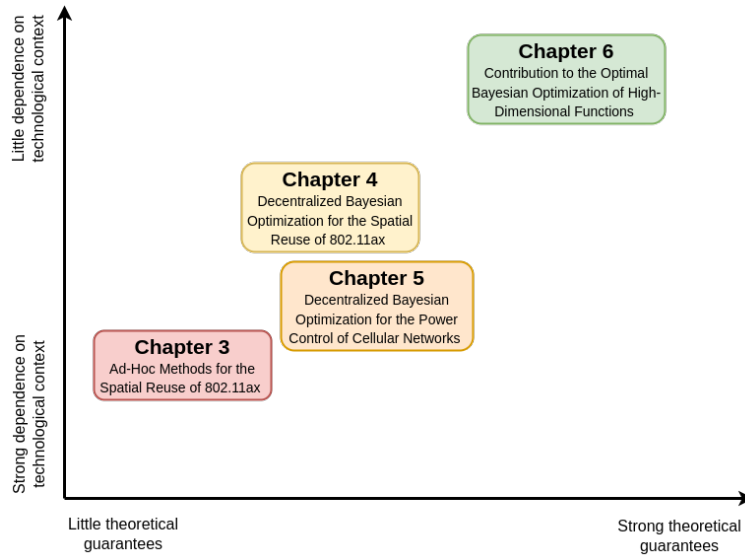 Little dependence on
technological context
Chapter 6
Contribution to the Optimal
Bayesian Optimization of High-
Dimensional Functions
Chapter 4
Decentralized Bayesian
Optimization for the Spatial
Reuse of 802.11ax
Chapter 5
Decentralized Bayesian
Optimization for the Power
Control of Cellular Networks
Chapter 3
Ad-Hoc Methods for the
Spatial Reuse of 802.11ax
Strong dependence on
technological context
Little theoretical
guarantees
Strong theoretical
guarantees